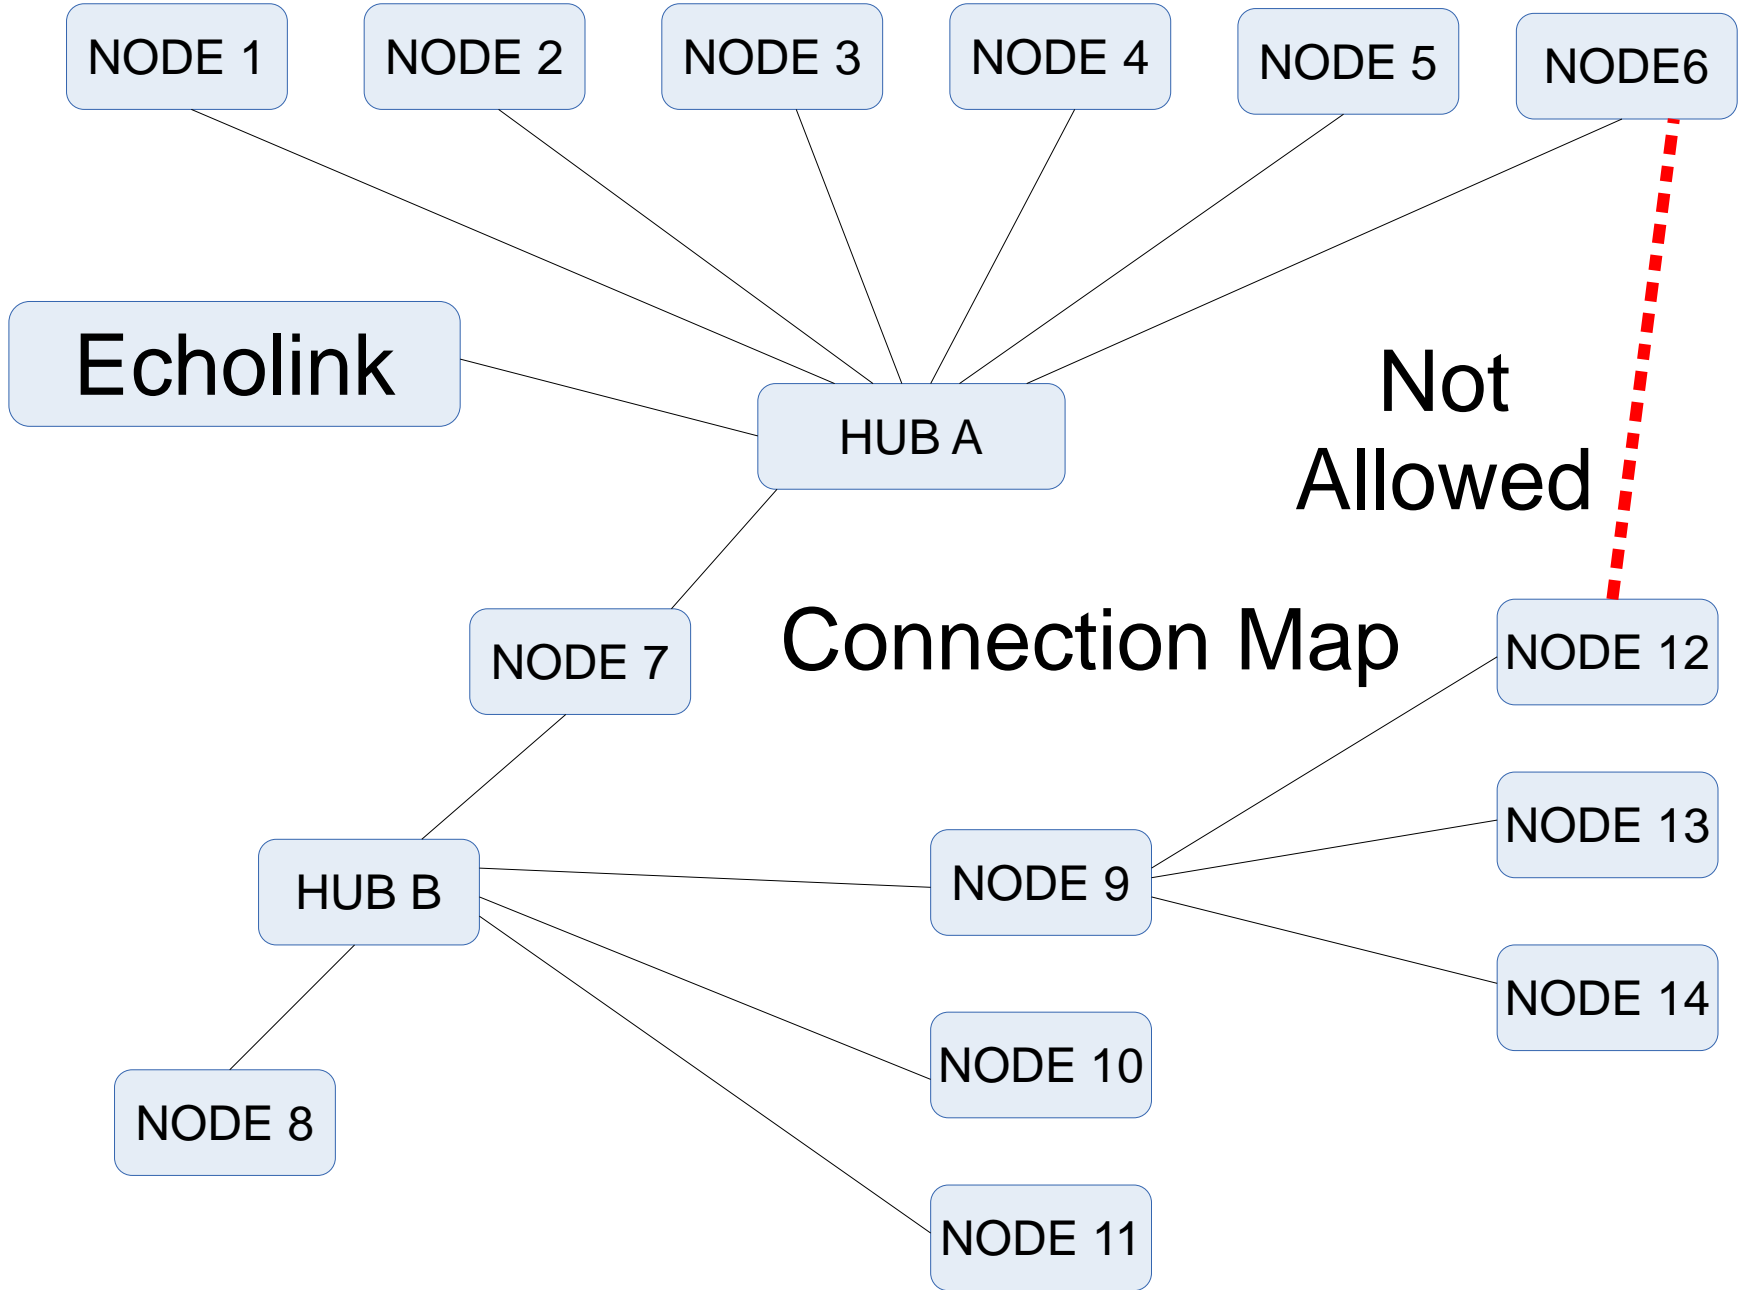 NODE 1
NODE 2
NODE 3
NODE 4
NODE 5
NODE6
Echolink
HUB A
Not
Allowed
Connection Map
NODE 7
NODE 12
NODE 13
HUB B
NODE 9
NODE 14
NODE 10
NODE 8
NODE 11